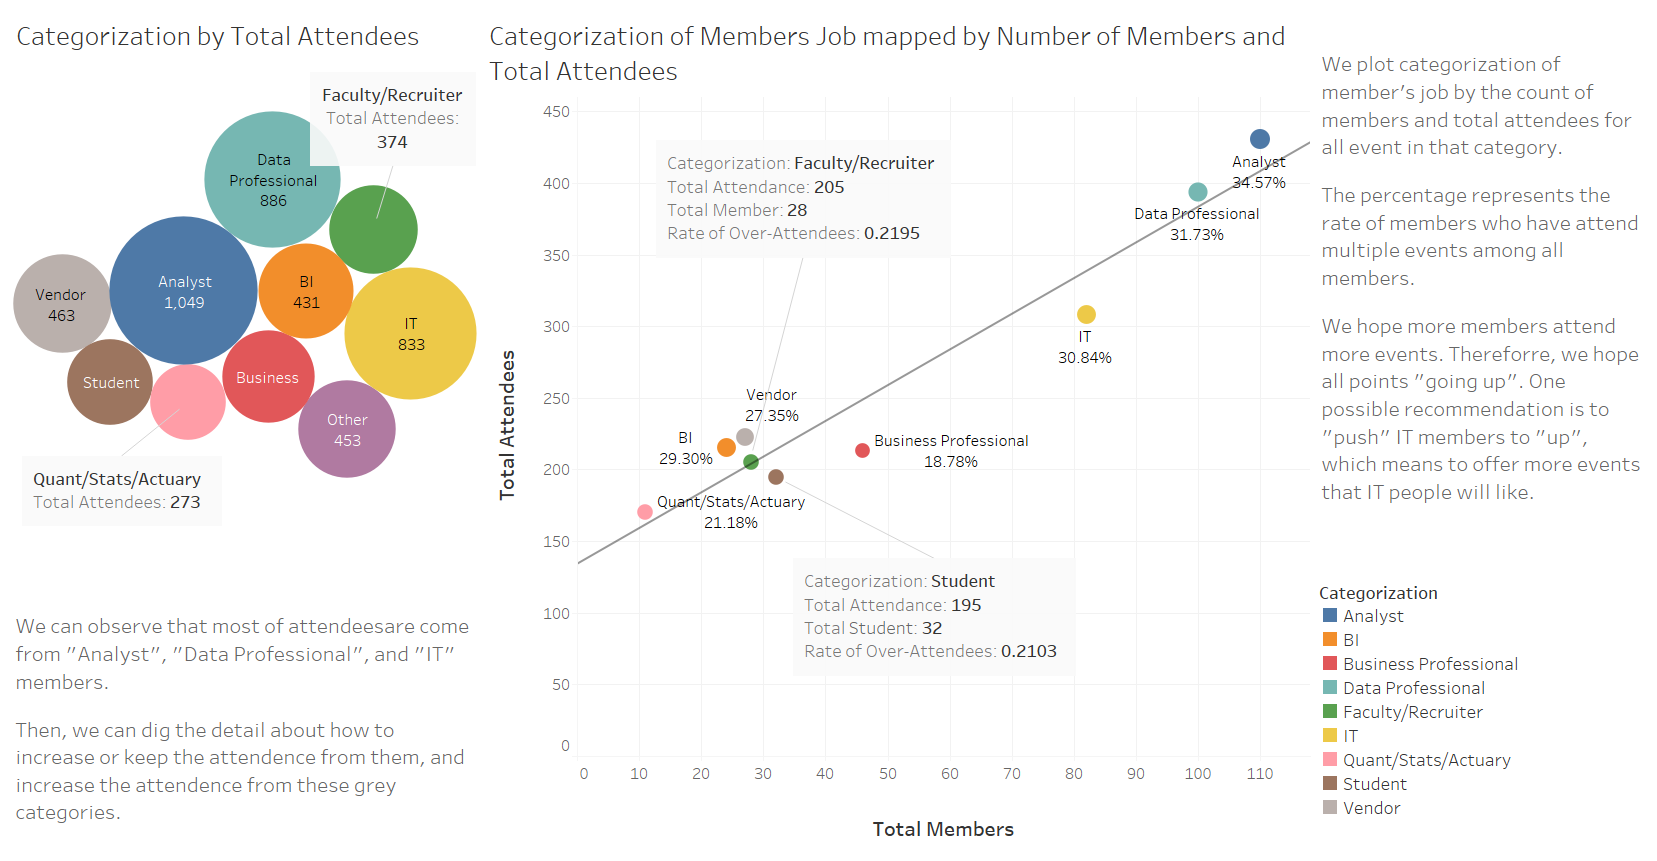 Categorization by Total Attendees
Faculty/Recruiter
Total Attendees:
374
Data
Professional
886
Analyst
1,049
BI
431
IT
833
Vendor
463
Student
Business
Other
453
Quant/Stats/Actuary
Total Attendees: 273
We can observe that most of attendeesare come
from "Analyst", "Data Professional", and "IT"
members.
Then, we can dig the detail about how to
increase or keep the attendence from them, and
increase the attendence from these grey
categories.
Categorization of Members Job mapped by Number of Members and
Total Attendees
Total Attendees
450
400
350
300
250
200
150
100
50
0
0 10 20 30 40 50 60 70 80 90 100 110
Total Members
Categorization: Faculty/Recruiter
Total Attendance: 205
Total Member: 28
Rate of Over-Attendees: 0.2195
Analyst
34.57%
Data Professional
31.73%
IT
30.84%
Vendor
27.35%
BI
29.30%
Business Professional
18.78%
Quant/Stats/Actuary
21.18%
Categorization: Student
Total Attendance: 195
Total Student: 32
Rate of Over-Attendees: 0.2103
We plot categorization of
member's job by the count of
members and total attendees for
all event in that category.
The percentage represents the
rate of members who have attend
multiple events among all
members.
We hope more members attend
more events. Thereforre, we hope
all points "going up". One
possible recommendation is to
"push" IT members to "up",
which means to offer more events
that IT people will like.
Categorization
Analyst
BI
Business Professional
Data Professional
Faculty/Recruiter
IT
Quant/Stats/Actuary
Student
Vendor